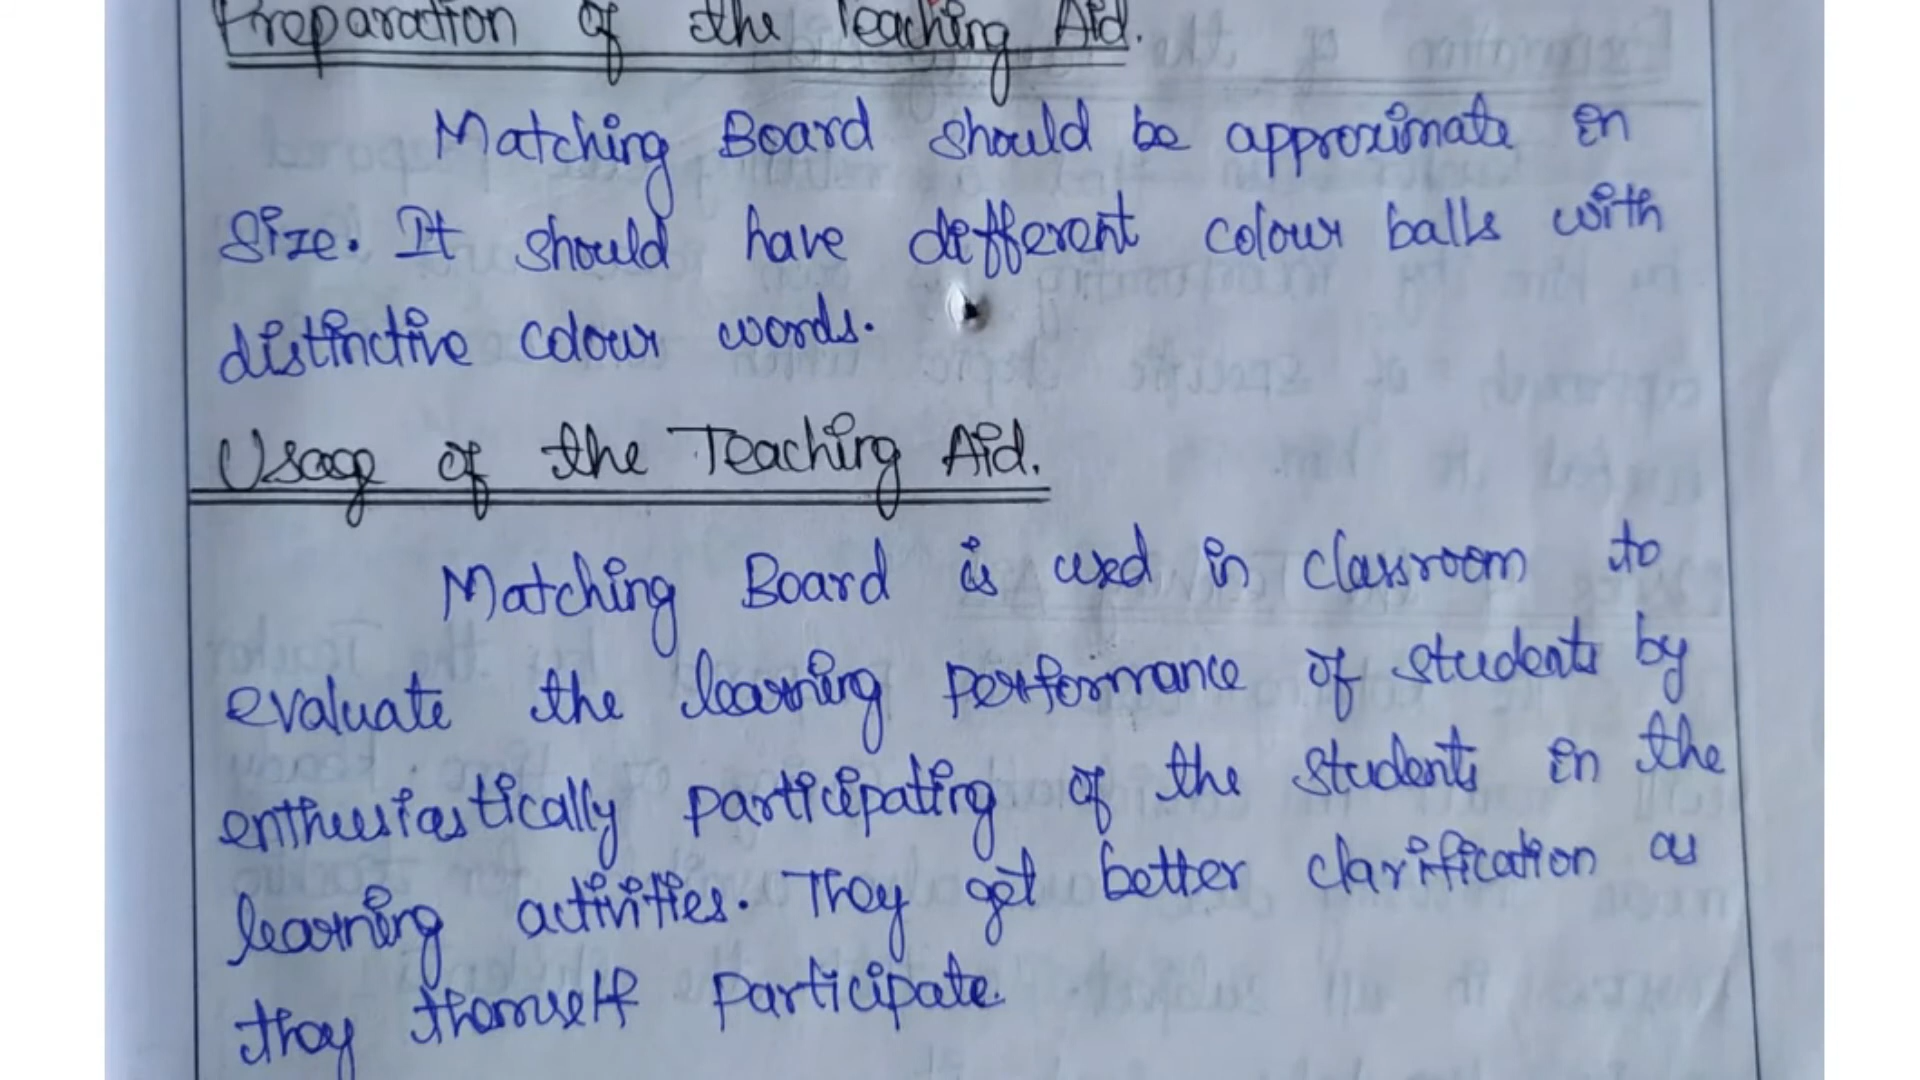 Preparation of the Teaching Aid.
Matching Board should be approximate in
Size. It should have different colour balls with
distinctive colour words.
Usage of the Teaching Aid.
Matching Board is used in classroom to
evaluate the learning performance of students by
enthusiastically participating of the students in the
learning activities. They get better clarification as
they themself participate.